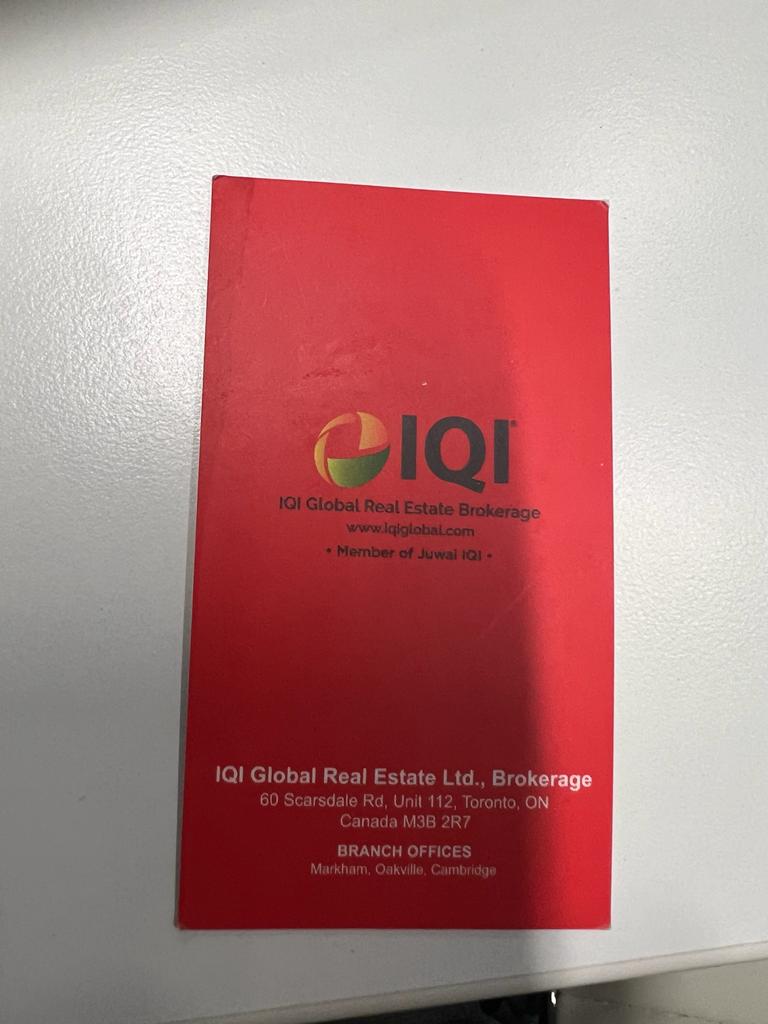 IQI
IQI Global Real Estate Brokerage
www.iqiglobal.com
• Member of Juwai IQI •
IQI Global Real Estate Ltd., Brokerage
60 Scarsdale Rd, Unit 112, Toronto, ON
Canada M3B 2R7
BRANCH OFFICES
Markham, Oakville, Cambridge